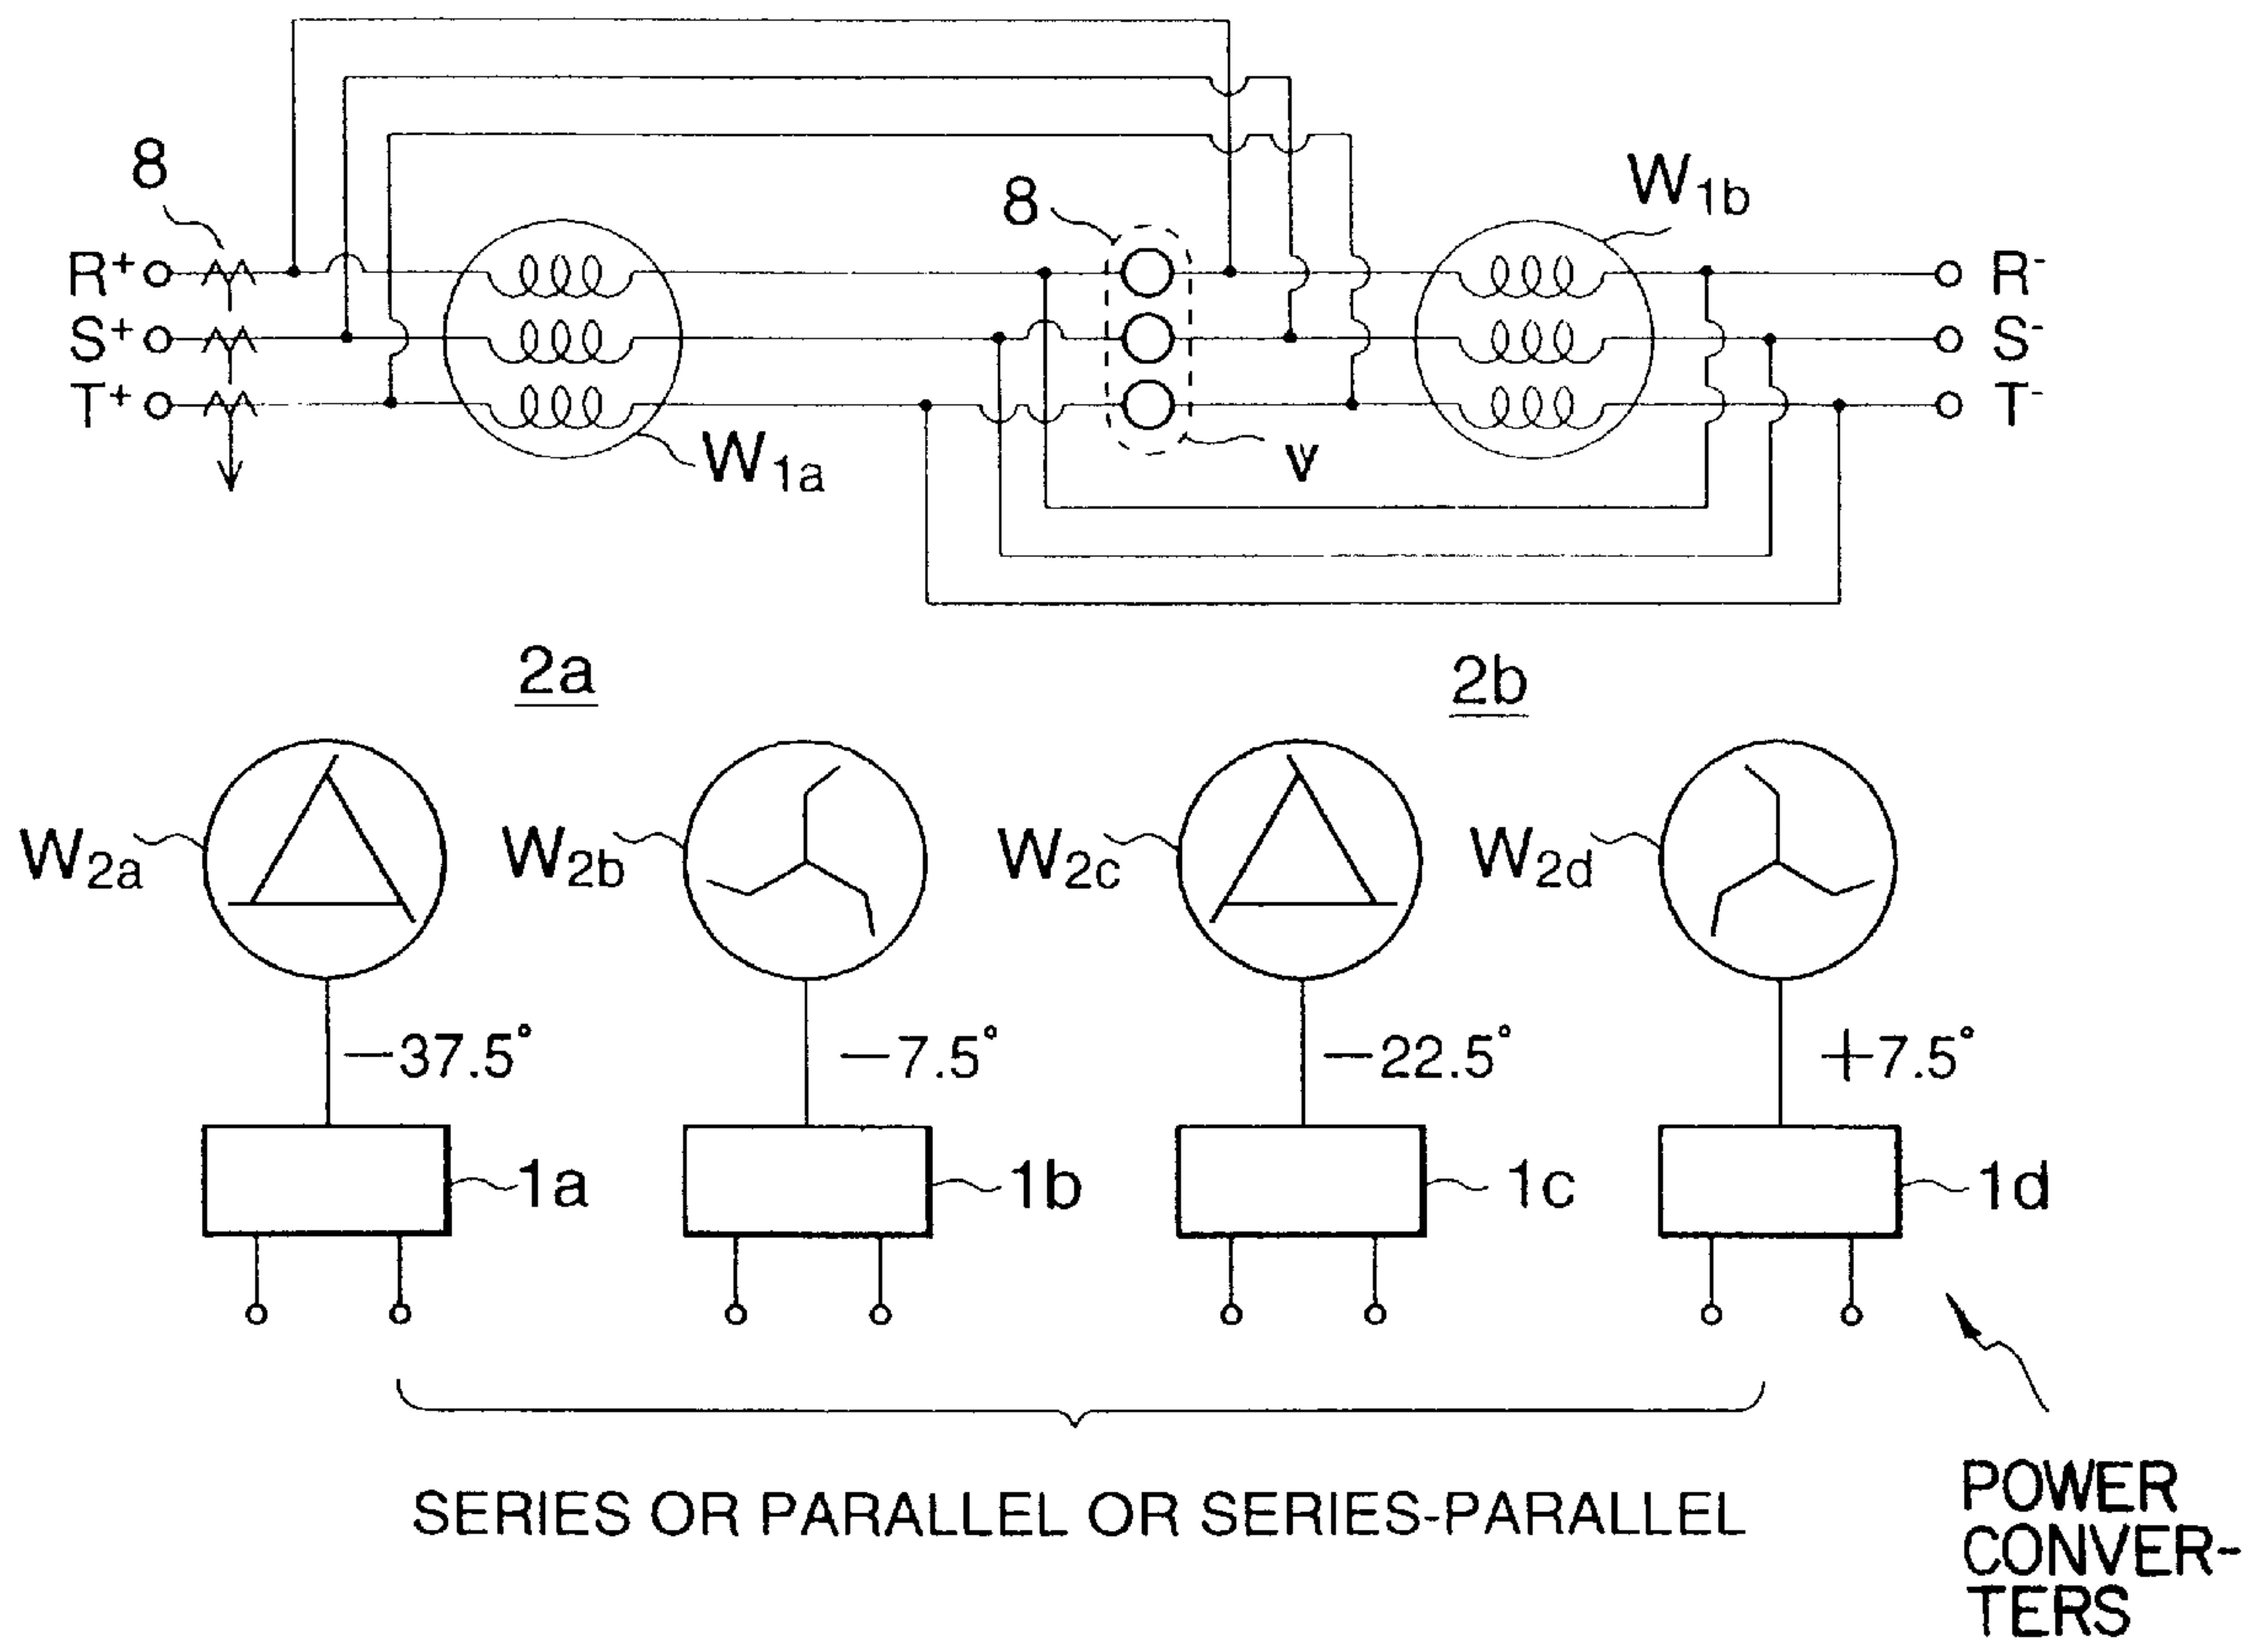 8
8
W1b
R+
S+
T+
R-
S-
T-
W1a
v
2a
2b
W2a
W2b
W2c
W2d
—37.5°
—7.5°
—22.5°
+7.5°
1a
1b
1c
1d
SERIES OR PARALLEL OR SERIES-PARALLEL
POWER
CONVER-
TERS